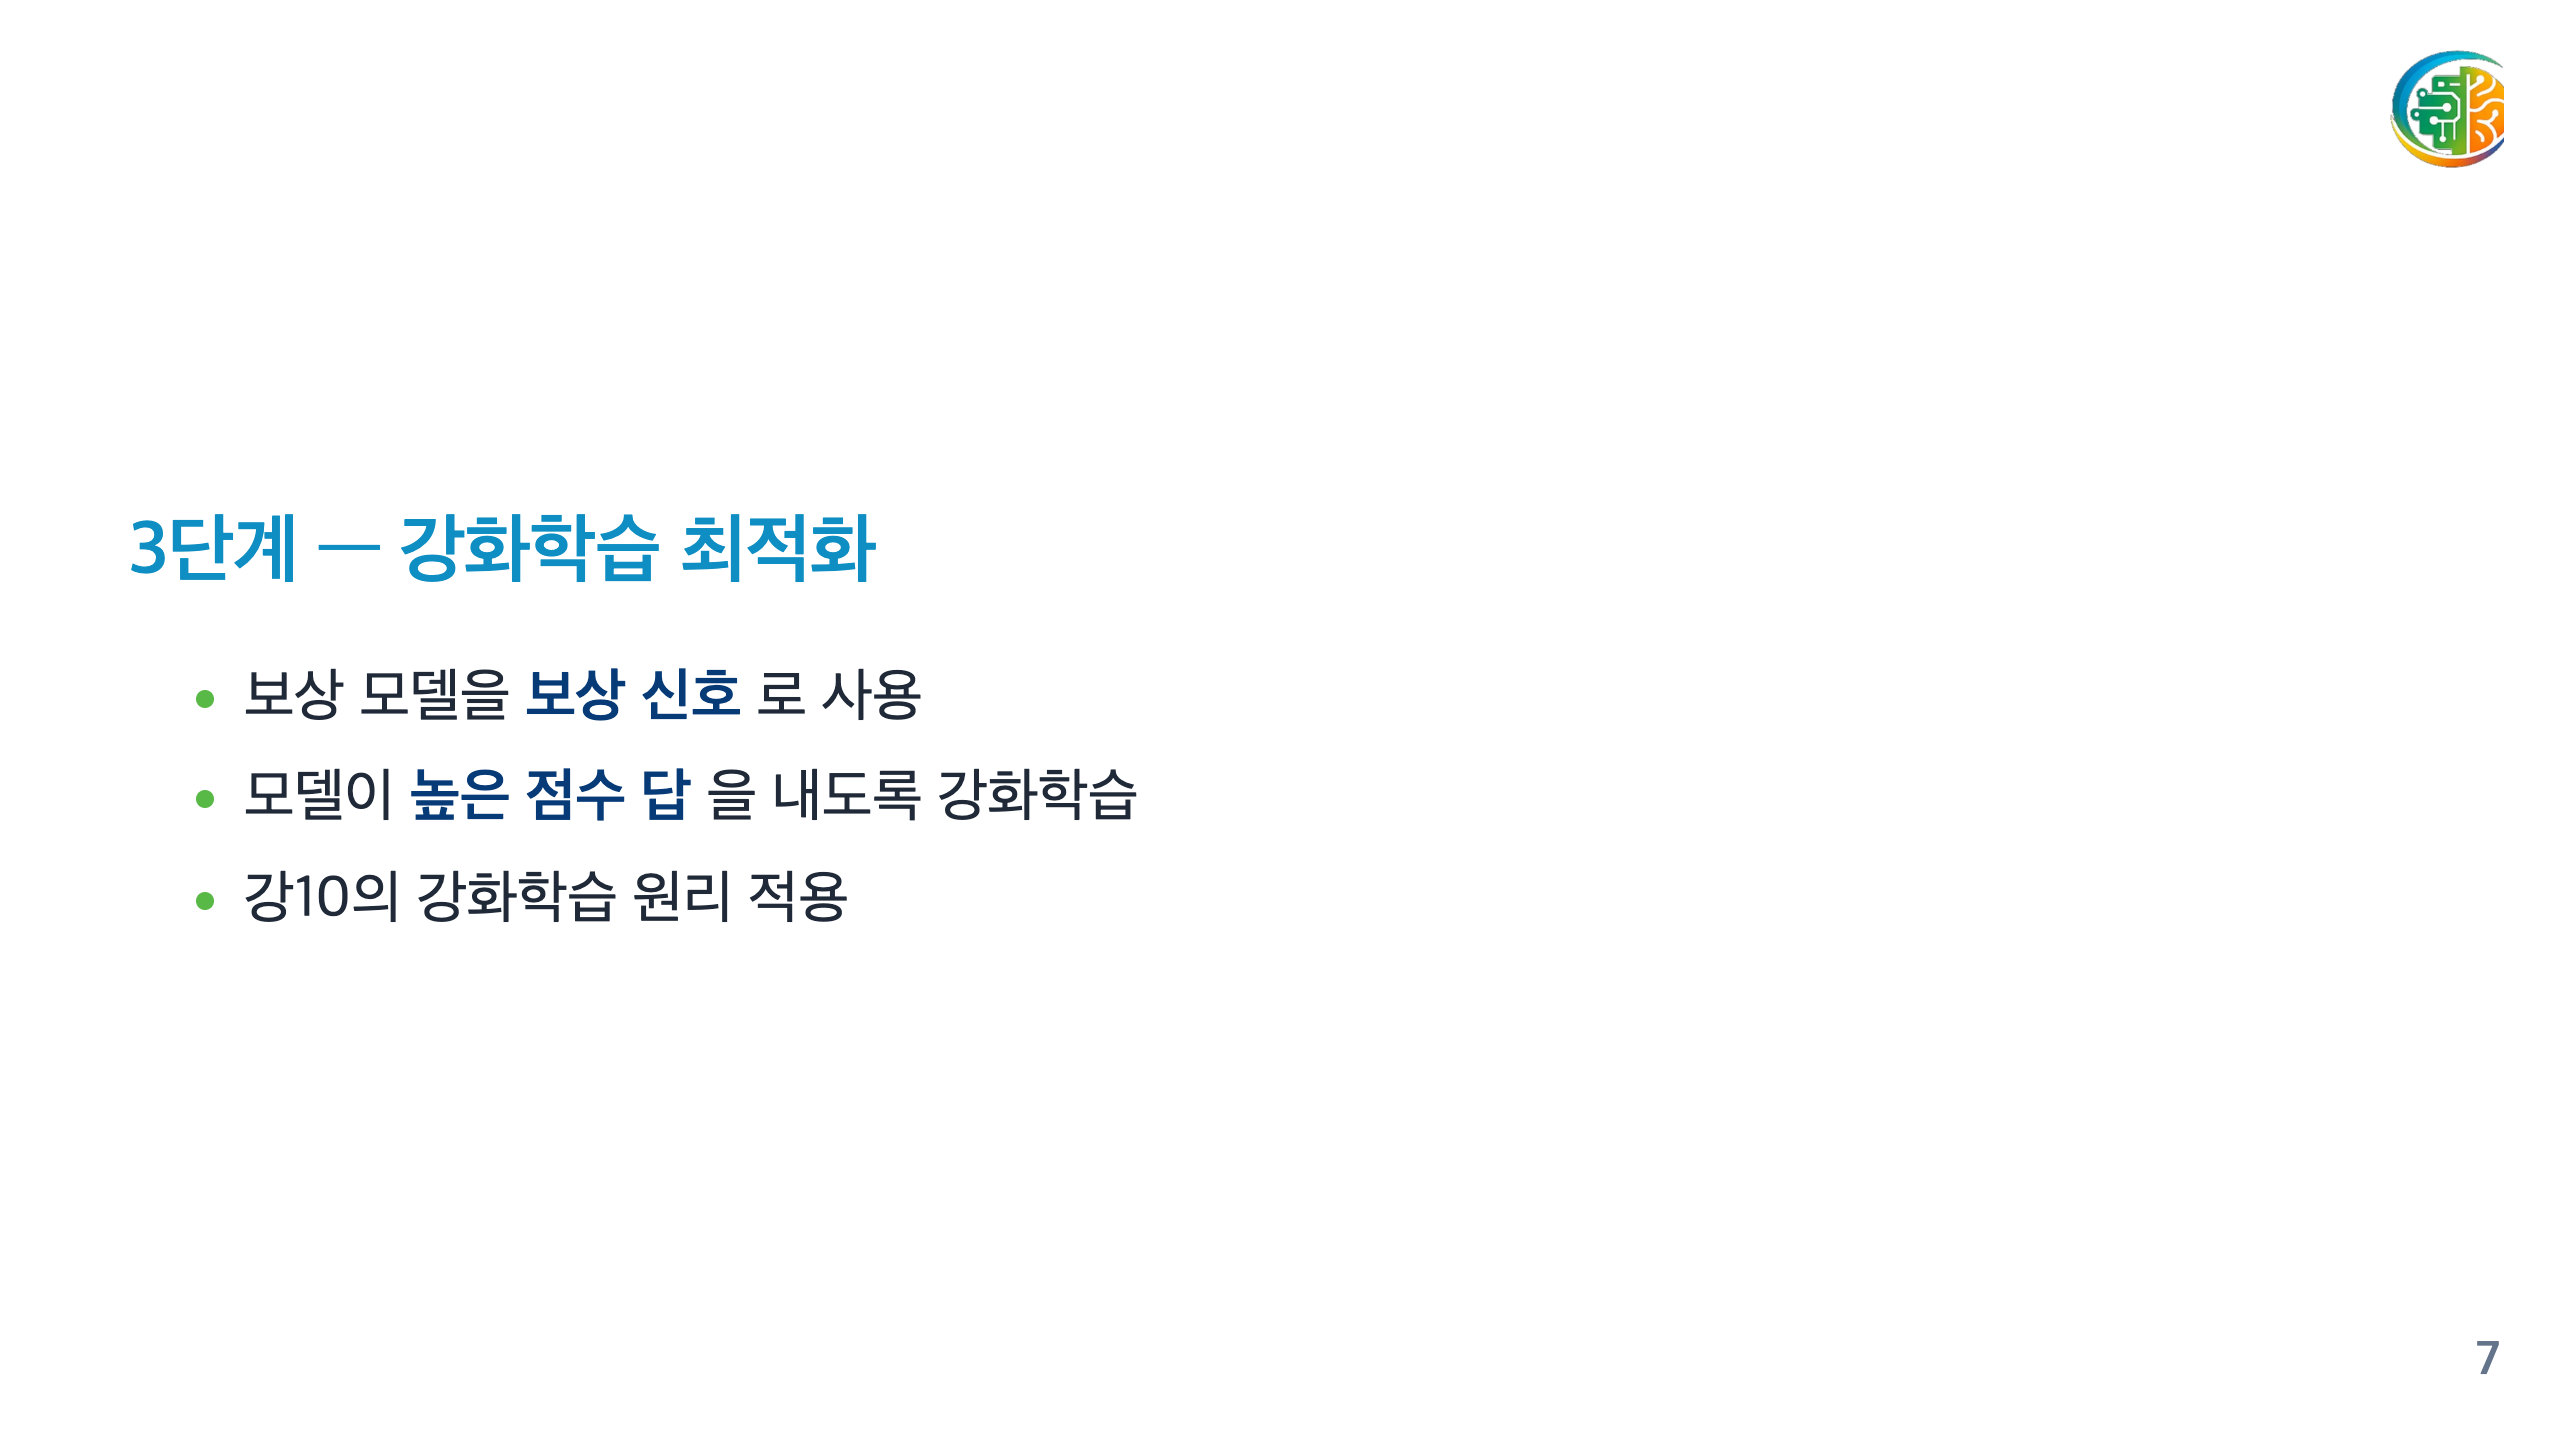 3단계 — 강화학습 최적화
• 보상 모델을 보상 신호 로 사용
• 모델이 높은 점수 답 을 내도록 강화학습
• 강10의 강화학습 원리 적용
7